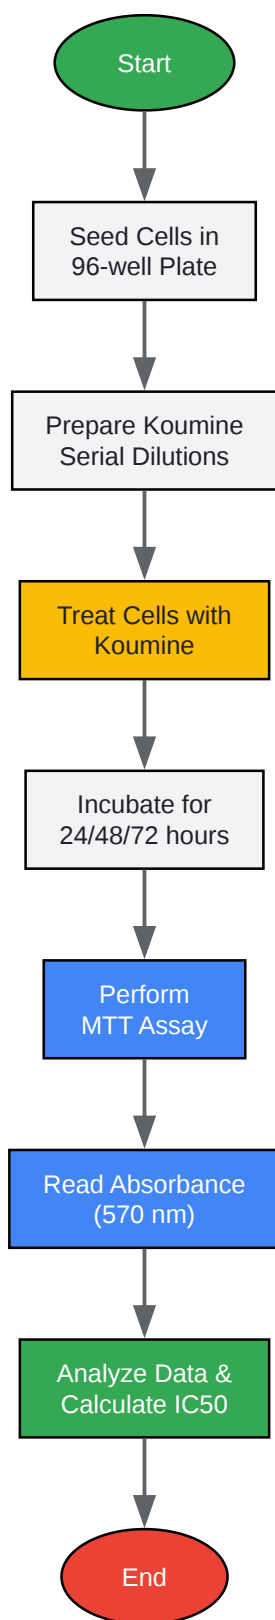 Start
Seed Cells in
96-well Plate
Prepare Koumine
Serial Dilutions
Treat Cells with
Koumine
Incubate for
24/48/72 hours
Perform
MTT Assay
Read Absorbance
(570 nm)
Analyze Data &
Calculate IC50
End